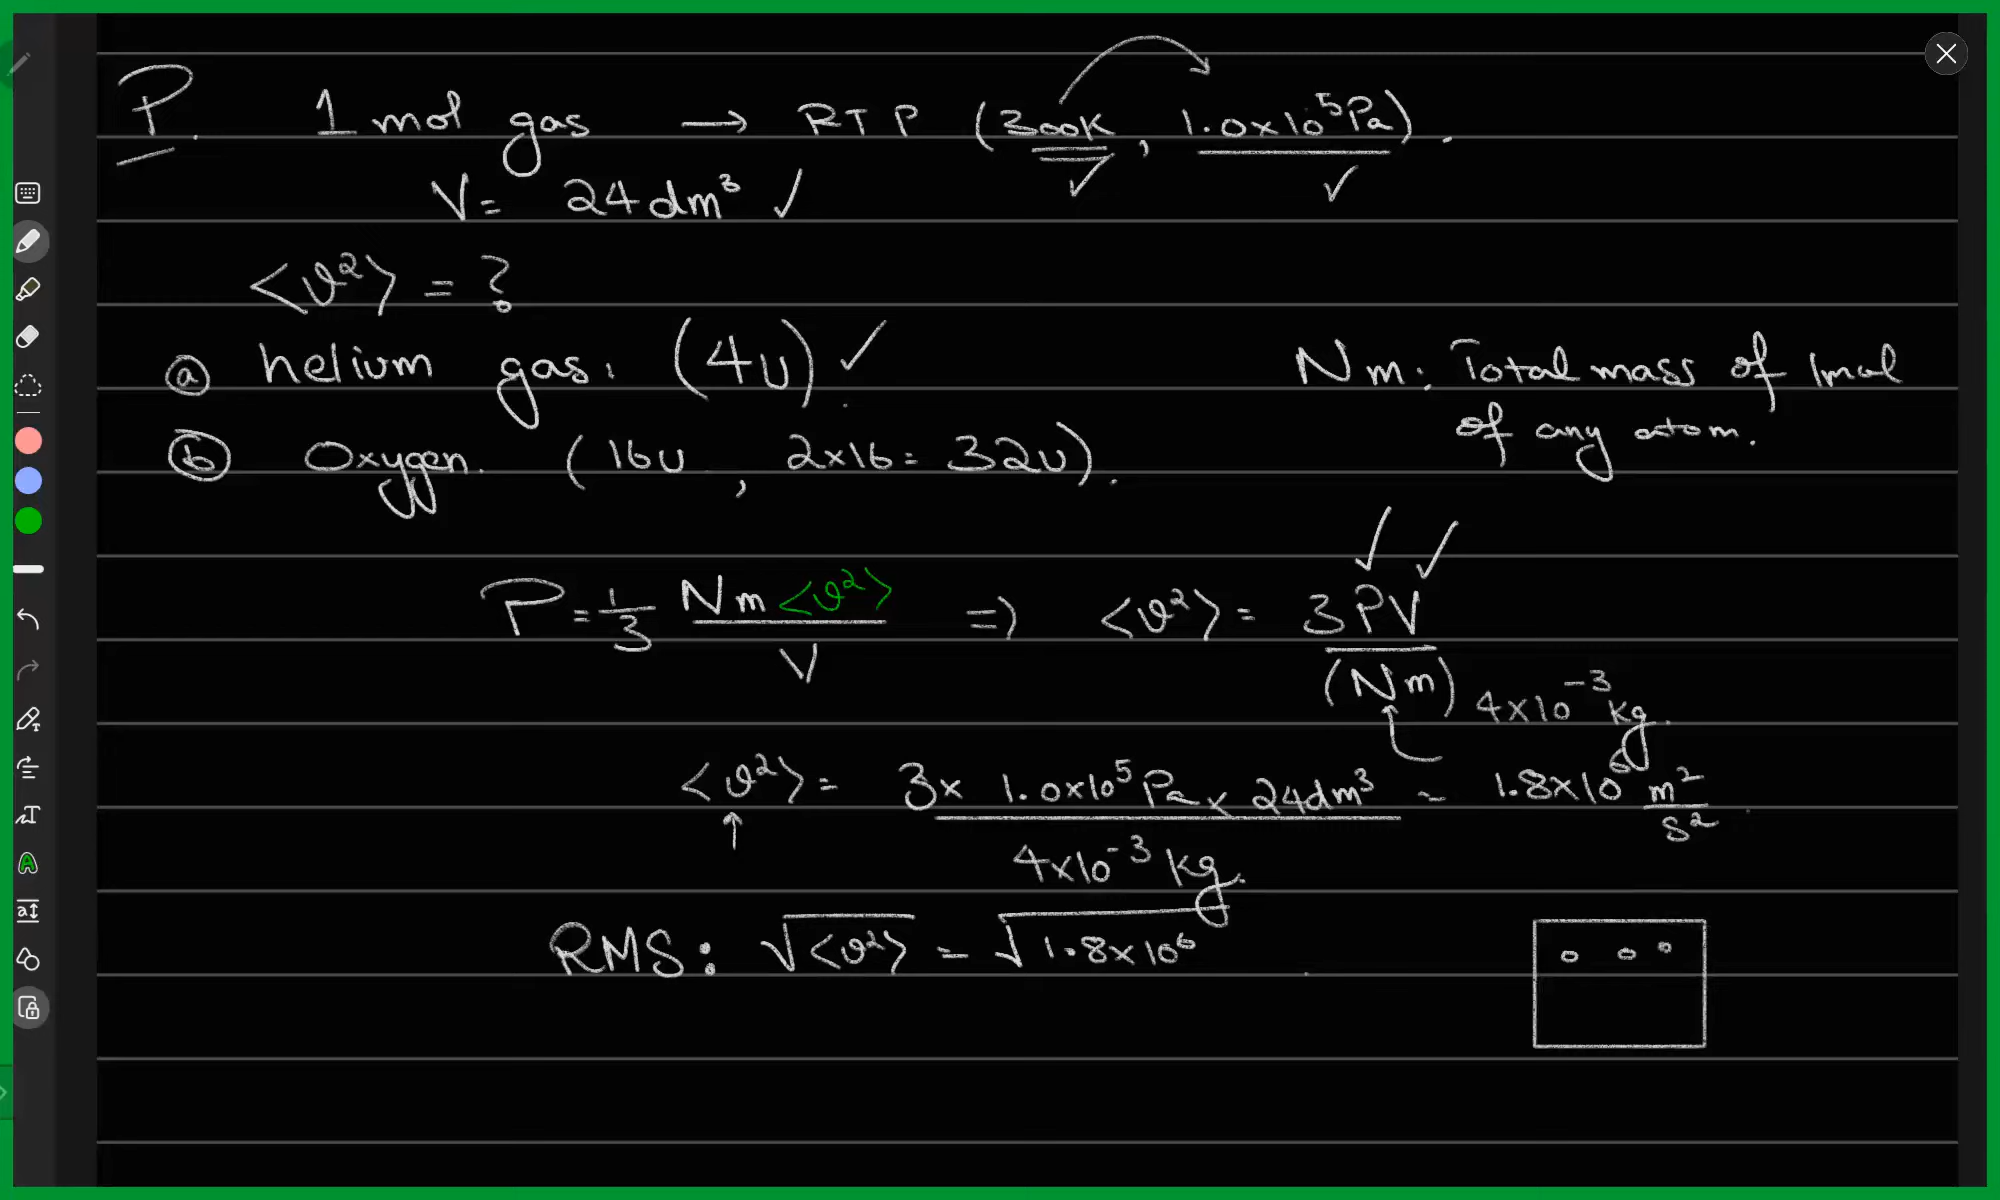 P. 1 mol gas → RTP (300K, 1.0×10⁵Pa).
V = 24dm³ ✓
<v²> = ?
ⓐ helium gas. (4u) ✓
Nm: Total mass of 1mol
of any atom.
ⓑ Oxygen. (16u, 2×16 = 32u).
P = 1/3 Nm<v²>/V => <v²> = 3PV/(Nm)
4×10⁻³ kg.
<v²> = 3× 1.0×10⁵Pa × 24dm³ / 4×10⁻³ kg. = 1.8×10⁶ m²/s²
RMS: √<v²> = √1.8×10⁶